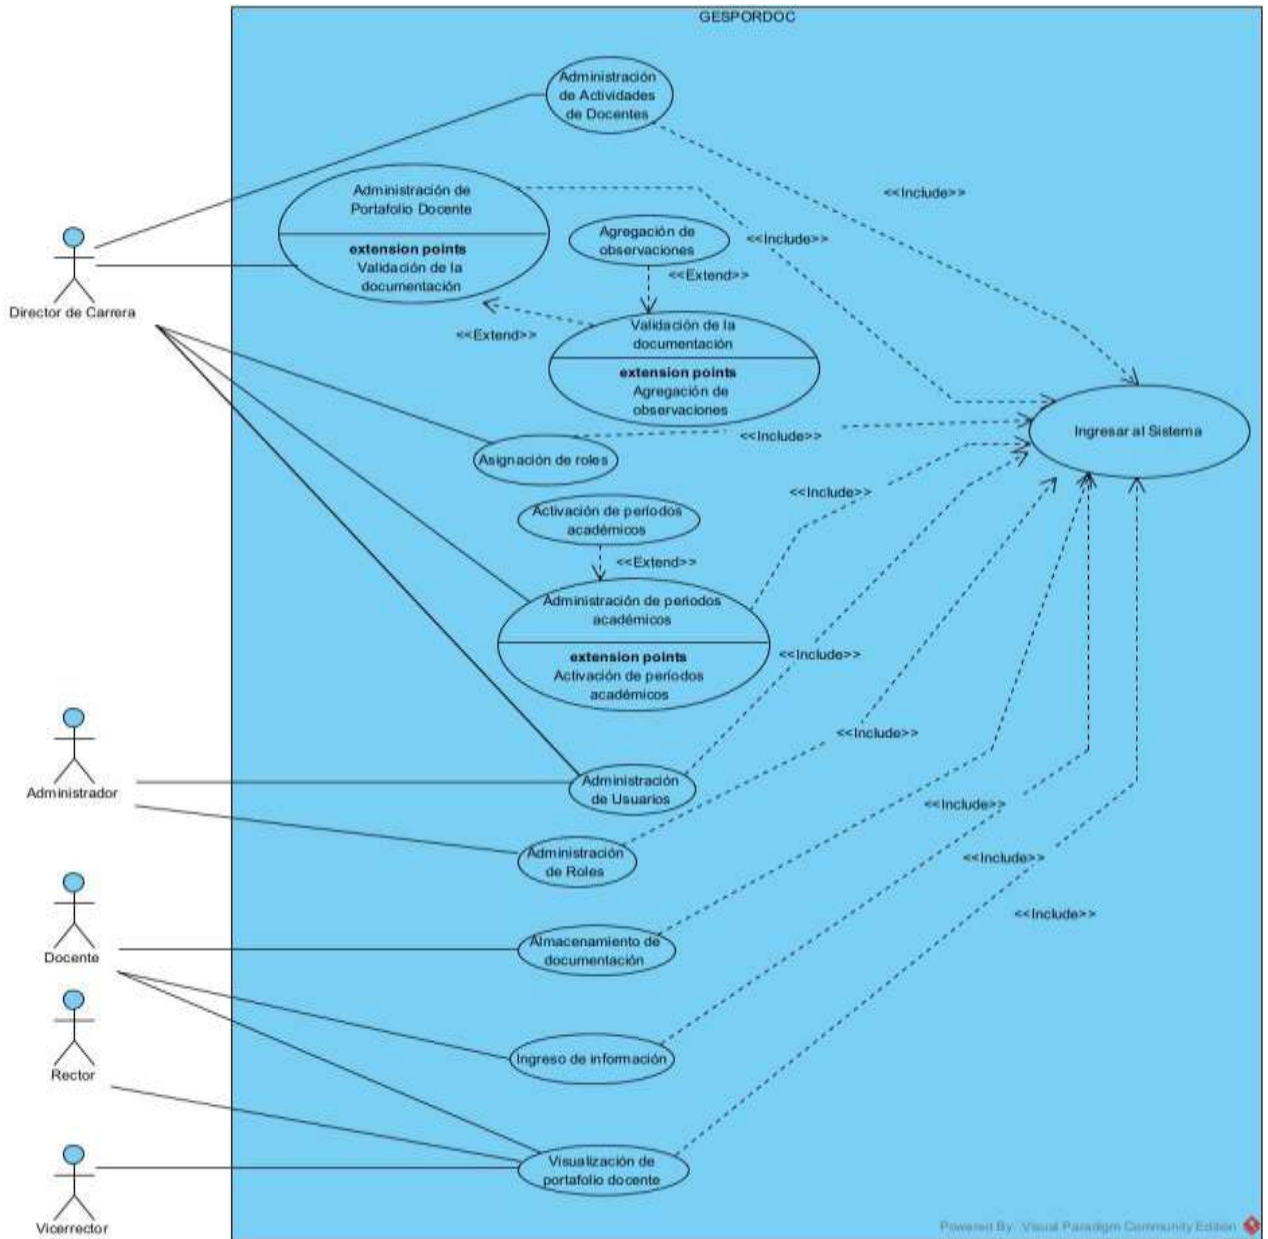 GESPORDOC
Administración
de Actividades
de Docentes
<<Include>>
Administración de
Portafolio Docente
extension points
Validación de la
documentación
Agregación de
observaciones
<<Include>>
<<Extend>>
Director de Carrera
<<Extend>>
Validación de la
documentación
extension points
Agregación de
observaciones
<<Include>>
Ingresar al Sistema
Asignación de roles
<<Include>>
Activación de períodos
académicos
<<Extend>>
Administración de períodos
académicos
extension points
Activación de períodos
académicos
<<Include>>
<<Include>>
Administrador
Administración
de Usuarios
<<Include>>
Administración
de Roles
<<Include>>
Docente
Almacenamiento de
documentación
<<Include>>
Rector
Ingreso de información
Visualización de
portafolio docente
Vicerrector
Powered By Visual Paradigm Community Edition